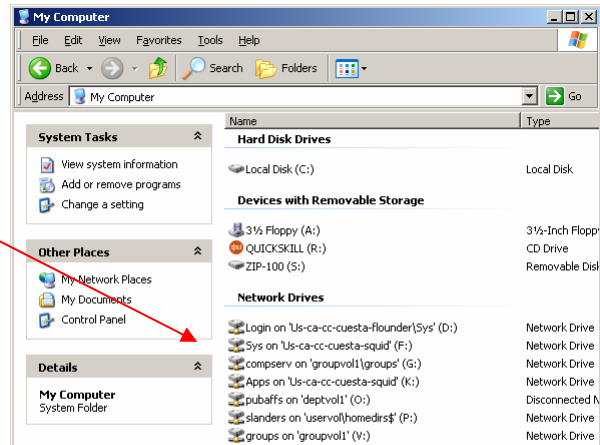 My Computer
File Edit View Favorites Tools Help
Back Search Folders
Address My Computer Go
Name Type
System Tasks
View system information
Add or remove programs
Change a setting
Other Places
My Network Places
My Documents
Control Panel
Details
My Computer
System Folder
Hard Disk Drives
Local Disk (C:) Local Disk
Devices with Removable Storage
3½ Floppy (A:) 3½-Inch Flopp
QUICKSKILL (R:) CD Drive
ZIP-100 (S:) Removable Disk
Network Drives
Login on 'Us-ca-cc-cuesta-flounder\Sys' (D:) Network Drive
Sys on 'Us-ca-cc-cuesta-squid' (F:) Network Drive
compserv on 'groupvol1\groups' (G:) Network Drive
Apps on 'Us-ca-cc-cuesta-squid' (K:) Network Drive
pubaffs on 'deptvol1' (O:) Disconnected N
slanders on 'uservol\homedirs$' (P:) Network Drive
groups on 'groupvol1' (V:) Network Drive